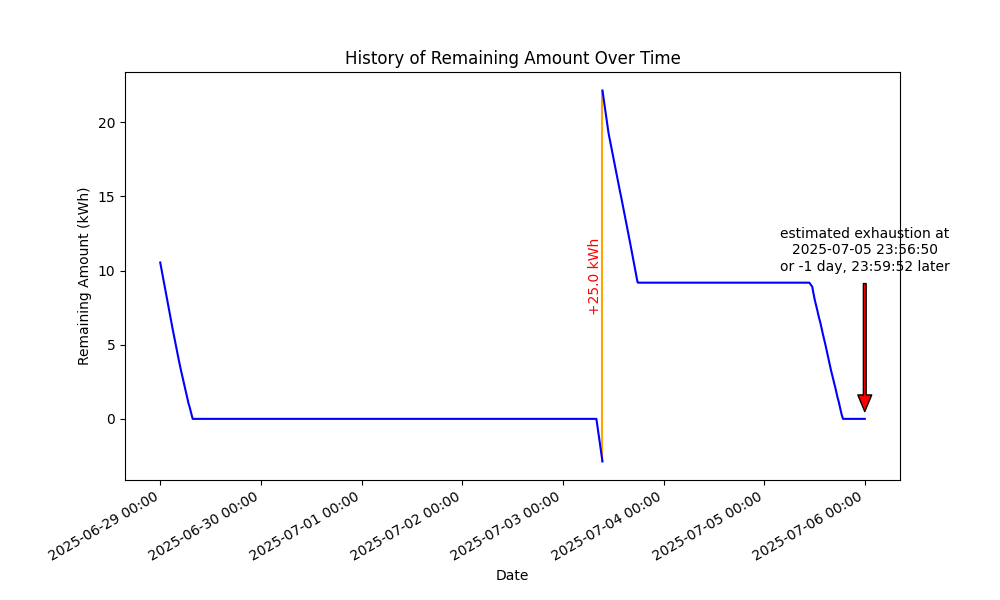 History of Remaining Amount Over Time
Remaining Amount (kWh)
20
15
10
5
0
+25.0 kWh
estimated exhaustion at
2025-07-05 23:56:50
or -1 day, 23:59:52 later
2025-06-29 00:00
2025-06-30 00:00
2025-07-01 00:00
2025-07-02 00:00
2025-07-03 00:00
2025-07-04 00:00
2025-07-05 00:00
2025-07-06 00:00
Date